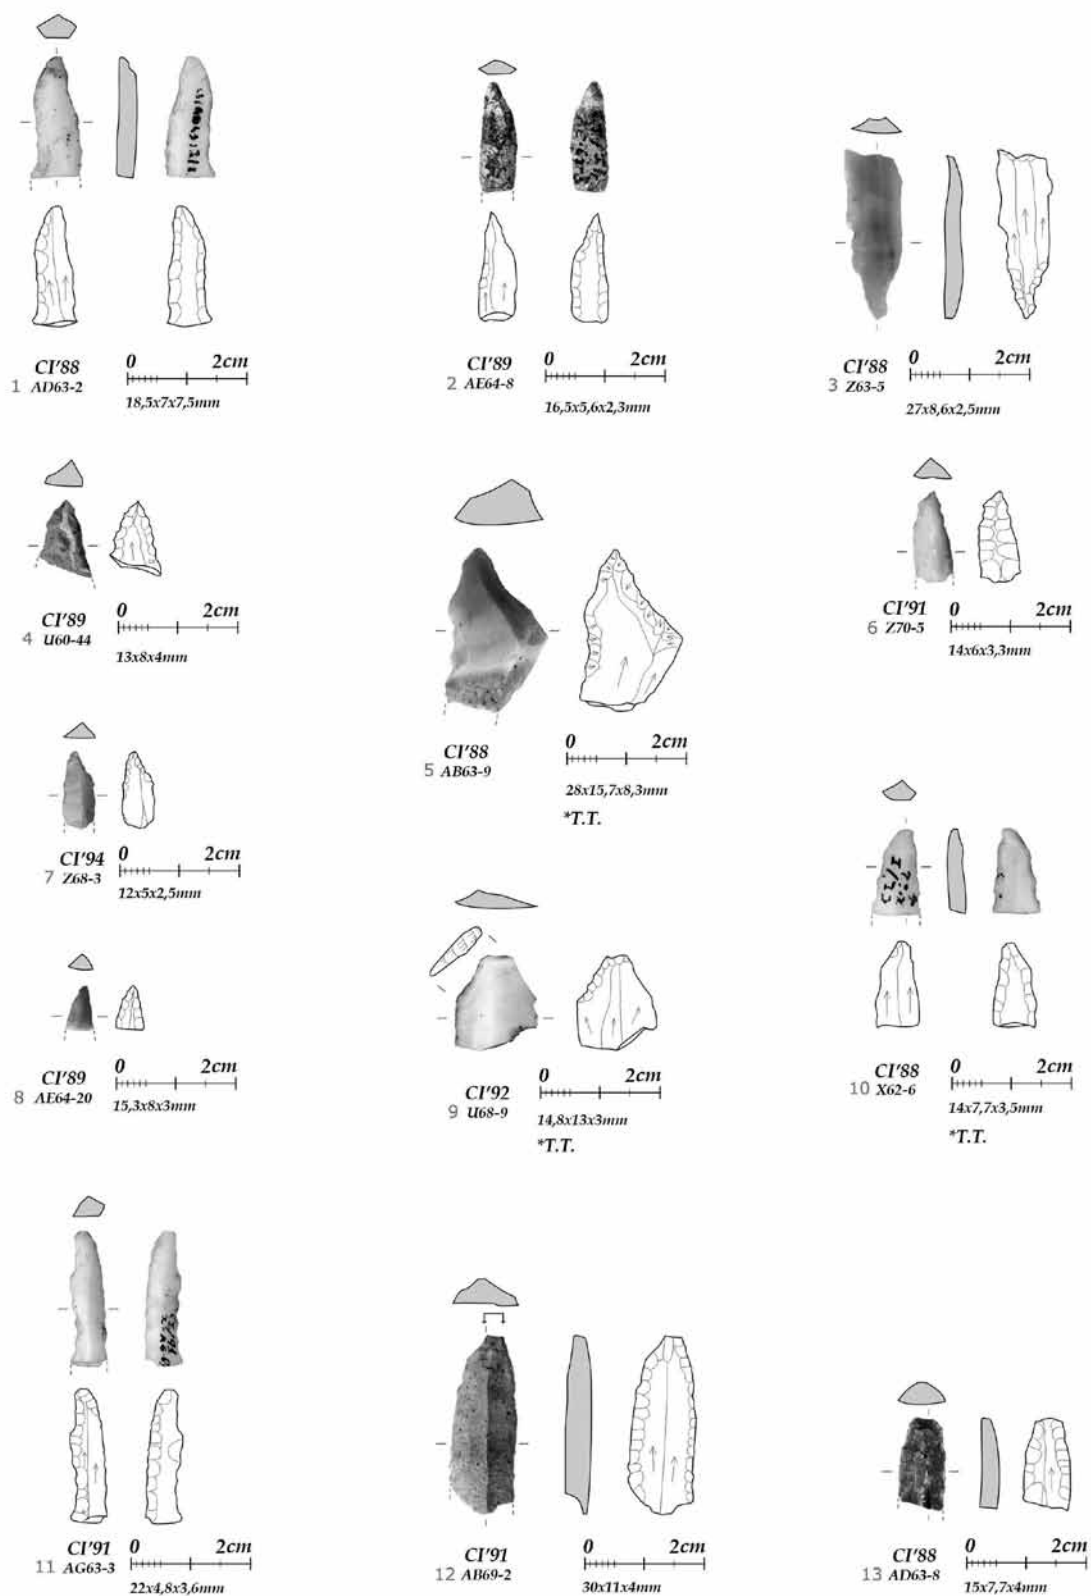 0 2cm
CI'88
1 AD63-2
18,5x7x7,5mm
0 2cm
CI'89
2 AE64-8
16,5x5,6x2,3mm
0 2cm
CI'88
3 Z63-5
27x8,6x2,5mm
0 2cm
CI'89
4 U60-44
13x8x4mm
0 2cm
CI'88
5 AB63-9
28x15,7x8,3mm
*T.T.
0 2cm
CI'91
6 Z70-5
14x6x3,3mm
0 2cm
CI'94
7 Z68-3
12x5x2,5mm
0 2cm
CI'89
8 AE64-20
15,3x8x3mm
0 2cm
CI'92
9 U68-9
14,8x13x3mm
*T.T.
0 2cm
CI'88
10 X62-6
14x7,7x3,5mm
*T.T.
0 2cm
CI'91
11 AG63-3
22x4,8x3,6mm
0 2cm
CI'91
12 AB69-2
30x11x4mm
0 2cm
CI'88
13 AD63-8
15x7,7x4mm